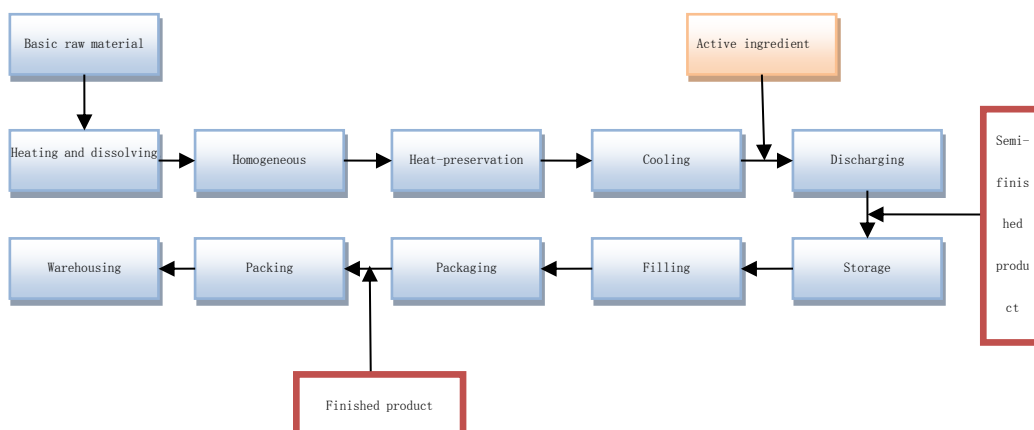 Basic raw material
Active ingredient
Heating and dissolving
Homogeneous
Heat-preservation
Cooling
Discharging
Semi-
finis
hed
produ
ct
Warehousing
Packing
Packaging
Filling
Storage
Finished product